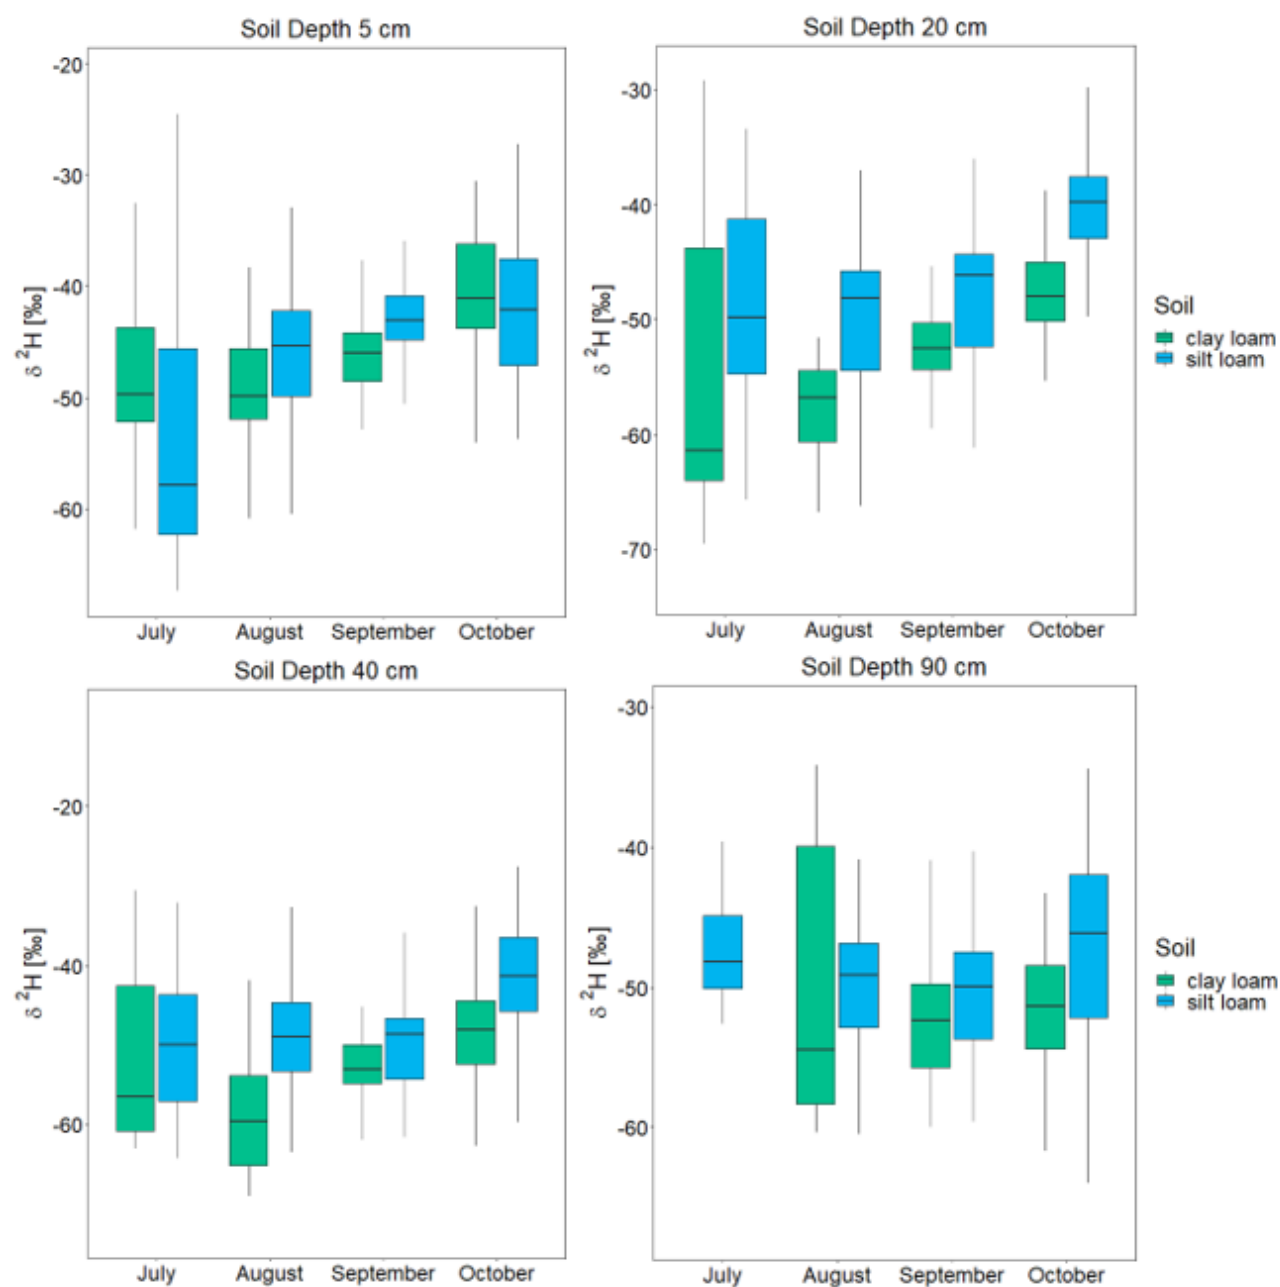 Soil Depth 5 cm
δ ²H [‰]
-20
-30
-40
-50
-60
July August September October
Soil Depth 20 cm
δ ²H [‰]
-30
-40
-50
-60
-70
July August September October
Soil
clay loam
silt loam
Soil Depth 40 cm
δ ²H [‰]
-20
-40
-60
July August September October
Soil Depth 90 cm
δ ²H [‰]
-30
-40
-50
-60
July August September October
Soil
clay loam
silt loam